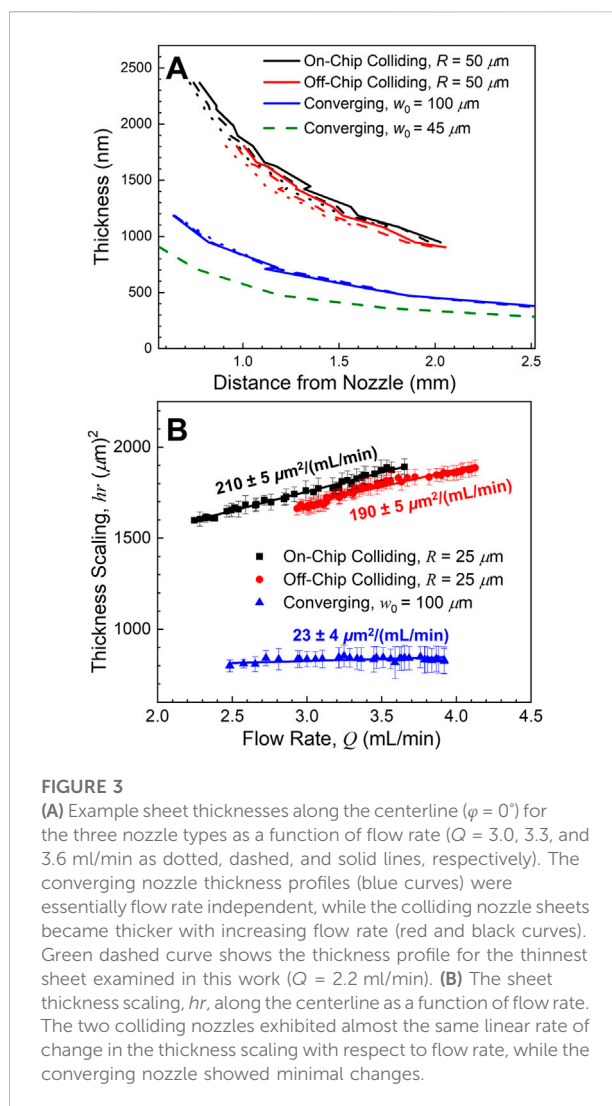 A
On-Chip Colliding, R = 50 μm
Off-Chip Colliding, R = 50 μm
Converging, w₀ = 100 μm
Converging, w₀ = 45 μm
2500
2000
1500
1000
500
0
Thickness (nm)
1.0 1.5 2.0 2.5
Distance from Nozzle (mm)
B
2000
1600
1200
800
Thickness Scaling, hr (μm)²
210 ± 5 μm²/(mL/min)
190 ± 5 μm²/(mL/min)
On-Chip Colliding, R = 25 μm
Off-Chip Colliding, R = 25 μm
Converging, w₀ = 100 μm
23 ± 4 μm²/(mL/min)
2.0 2.5 3.0 3.5 4.0 4.5
Flow Rate, Q (mL/min)
FIGURE 3
(A) Example sheet thicknesses along the centerline (φ = 0°) for
the three nozzle types as a function of flow rate (Q = 3.0, 3.3, and
3.6 ml/min as dotted, dashed, and solid lines, respectively). The
converging nozzle thickness profiles (blue curves) were
essentially flow rate independent, while the colliding nozzle sheets
became thicker with increasing flow rate (red and black curves).
Green dashed curve shows the thickness profile for the thinnest
sheet examined in this work (Q = 2.2 ml/min). (B) The sheet
thickness scaling, hr, along the centerline as a function of flow rate.
The two colliding nozzles exhibited almost the same linear rate of
change in the thickness scaling with respect to flow rate, while the
converging nozzle showed minimal changes.